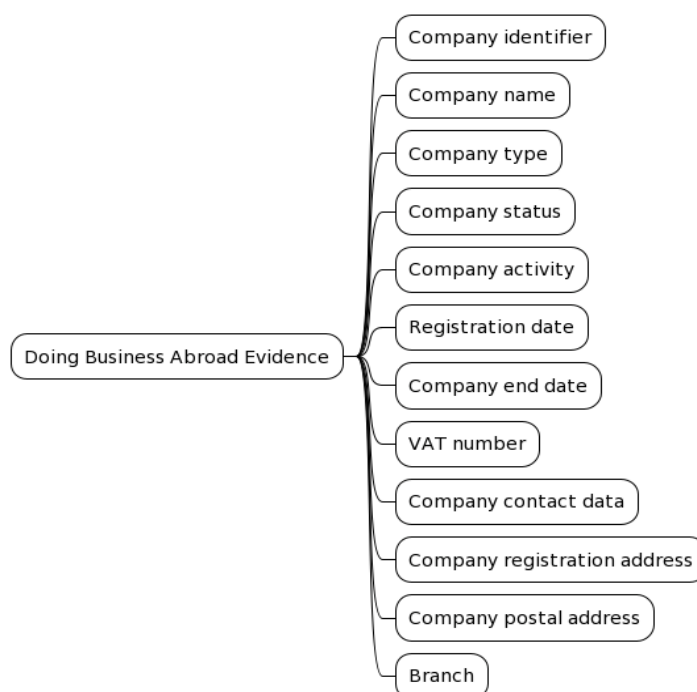 Company identifier
Company name
Company type
Company status
Company activity
Registration date
Doing Business Abroad Evidence
Company end date
VAT number
Company contact data
Company registration address
Company postal address
Branch